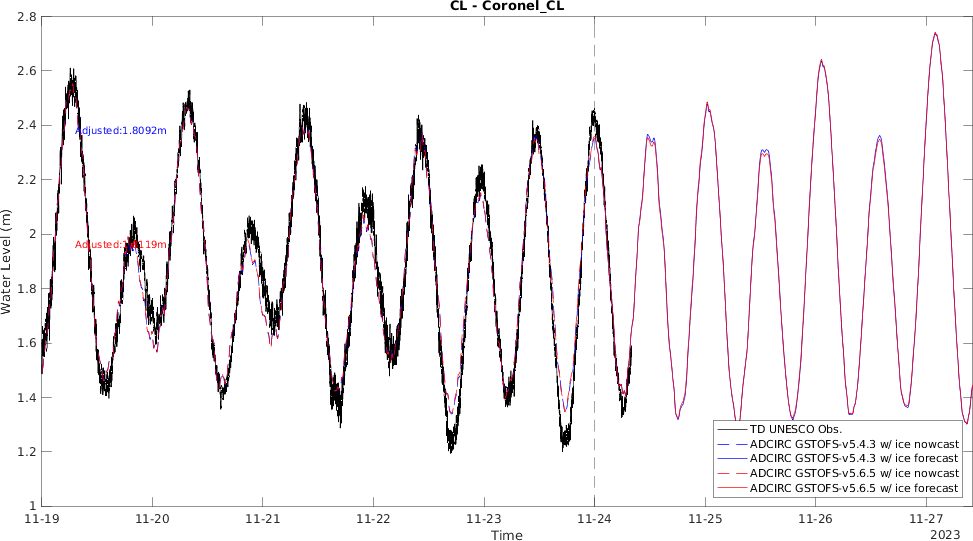 CL - Coronel_CL
2.8
2.6
2.4
2.2
2
1.8
1.6
1.4
1.2
1
Water Level (m)
Adjusted:1.8092m
TD UNESCO Obs.
ADCIRC GSTOFS-v5.4.3 w/ ice nowcast
ADCIRC GSTOFS-v5.4.3 w/ ice forecast
ADCIRC GSTOFS-v5.6.5 w/ ice nowcast
ADCIRC GSTOFS-v5.6.5 w/ ice forecast
11-19
11-20
11-21
11-22
11-23
11-24
11-25
11-26
11-27
Time
2023